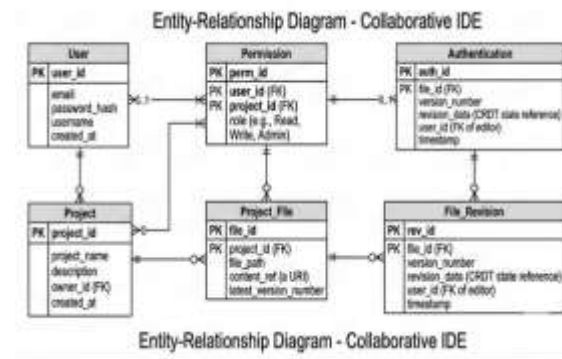 Entity-Relationship Diagram - Collaborative IDE
User
PK user_id
email
password_hash
username
created_at
Permission
PK perm_id
PK user_id (FK)
PK project_id (FK)
role (e.g., Read,
Write, Admin)
Authentication
PK auth_id
PK file_id (FK)
version_number
revision_data (CRDT state reference)
user_id (FK of editor)
timestamp
Project
PK project_id
project_name
description
owner_id (FK)
created_at
Project_File
PK file_id
PK project_id (FK)
file_path
content_ref (a URI)
latest_version_number
File_Revision
PK rev_id
PK file_id (FK)
version_number
revision_data (CRDT state reference)
user_id (FK of editor)
timestamp
Entity-Relationship Diagram - Collaborative IDE